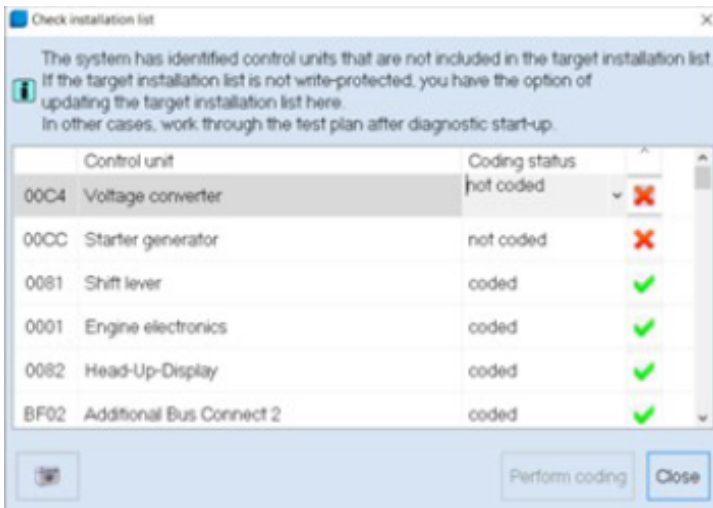 Check installation list
The system has identified control units that are not included in the target installation list.
If the target installation list is not write-protected, you have the option of
updating the target installation list here.
In other cases, work through the test plan after diagnostic start-up.
Control unit Coding status
00C4 Voltage converter not coded
00CC Starter generator not coded
0081 Shift lever coded
0001 Engine electronics coded
0082 Head-Up-Display coded
BF02 Additional Bus Connect 2 coded
Perform coding Close